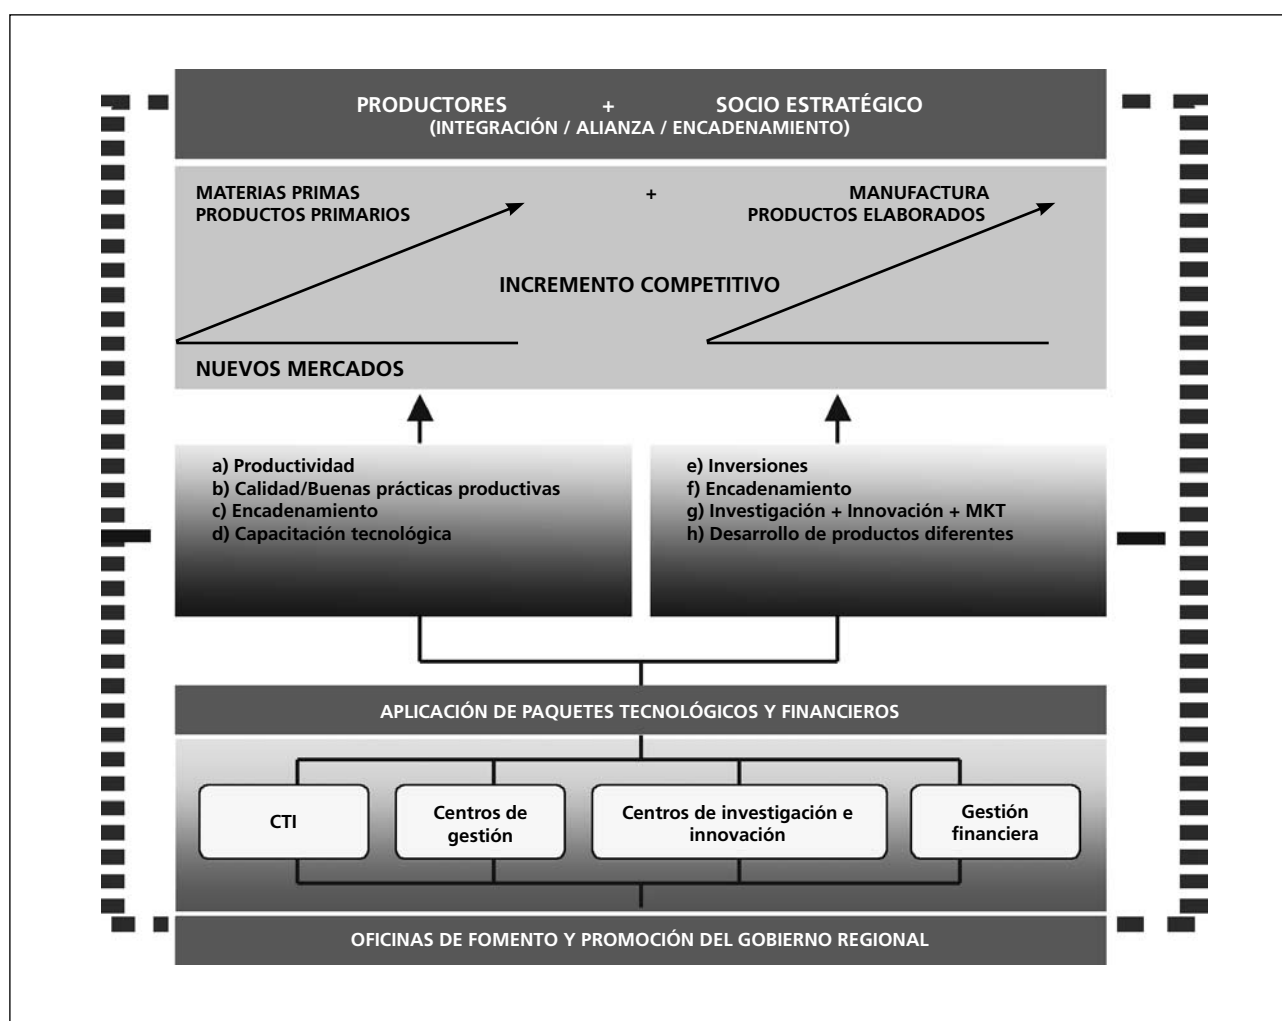 PRODUCTORES + SOCIO ESTRATÉGICO
(INTEGRACIÓN / ALIANZA / ENCADENAMIENTO)
MATERIAS PRIMAS
PRODUCTOS PRIMARIOS
+
MANUFACTURA
PRODUCTOS ELABORADOS
INCREMENTO COMPETITIVO
NUEVOS MERCADOS
a) Productividad
b) Calidad/Buenas prácticas productivas
c) Encadenamiento
d) Capacitación tecnológica
e) Inversiones
f) Encadenamiento
g) Investigación + Innovación + MKT
h) Desarrollo de productos diferentes
APLICACIÓN DE PAQUETES TECNOLÓGICOS Y FINANCIEROS
CTI
Centros de
gestión
Centros de investigación e
innovación
Gestión
financiera
OFICINAS DE FOMENTO Y PROMOCIÓN DEL GOBIERNO REGIONAL